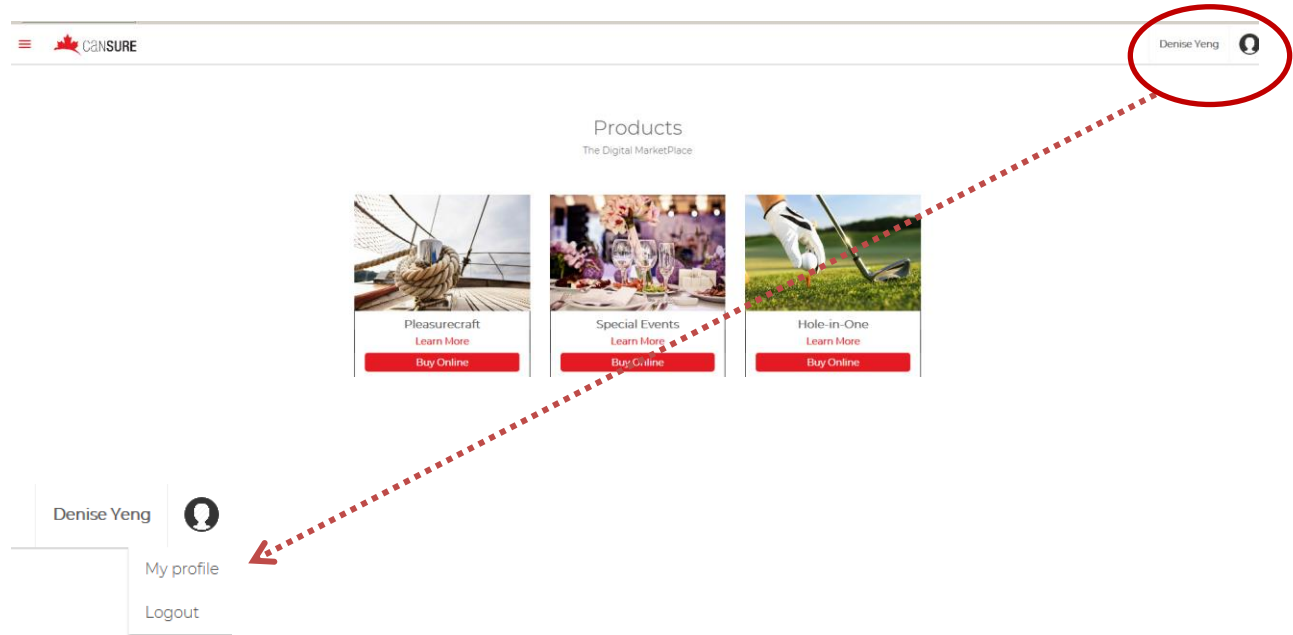 CANSURE
Denise Yeng
Products
The Digital MarketPlace
Pleasurecraft
Learn More
Buy Online
Special Events
Learn More
Buy Online
Hole-in-One
Learn More
Buy Online
Denise Yeng
My profile
Logout